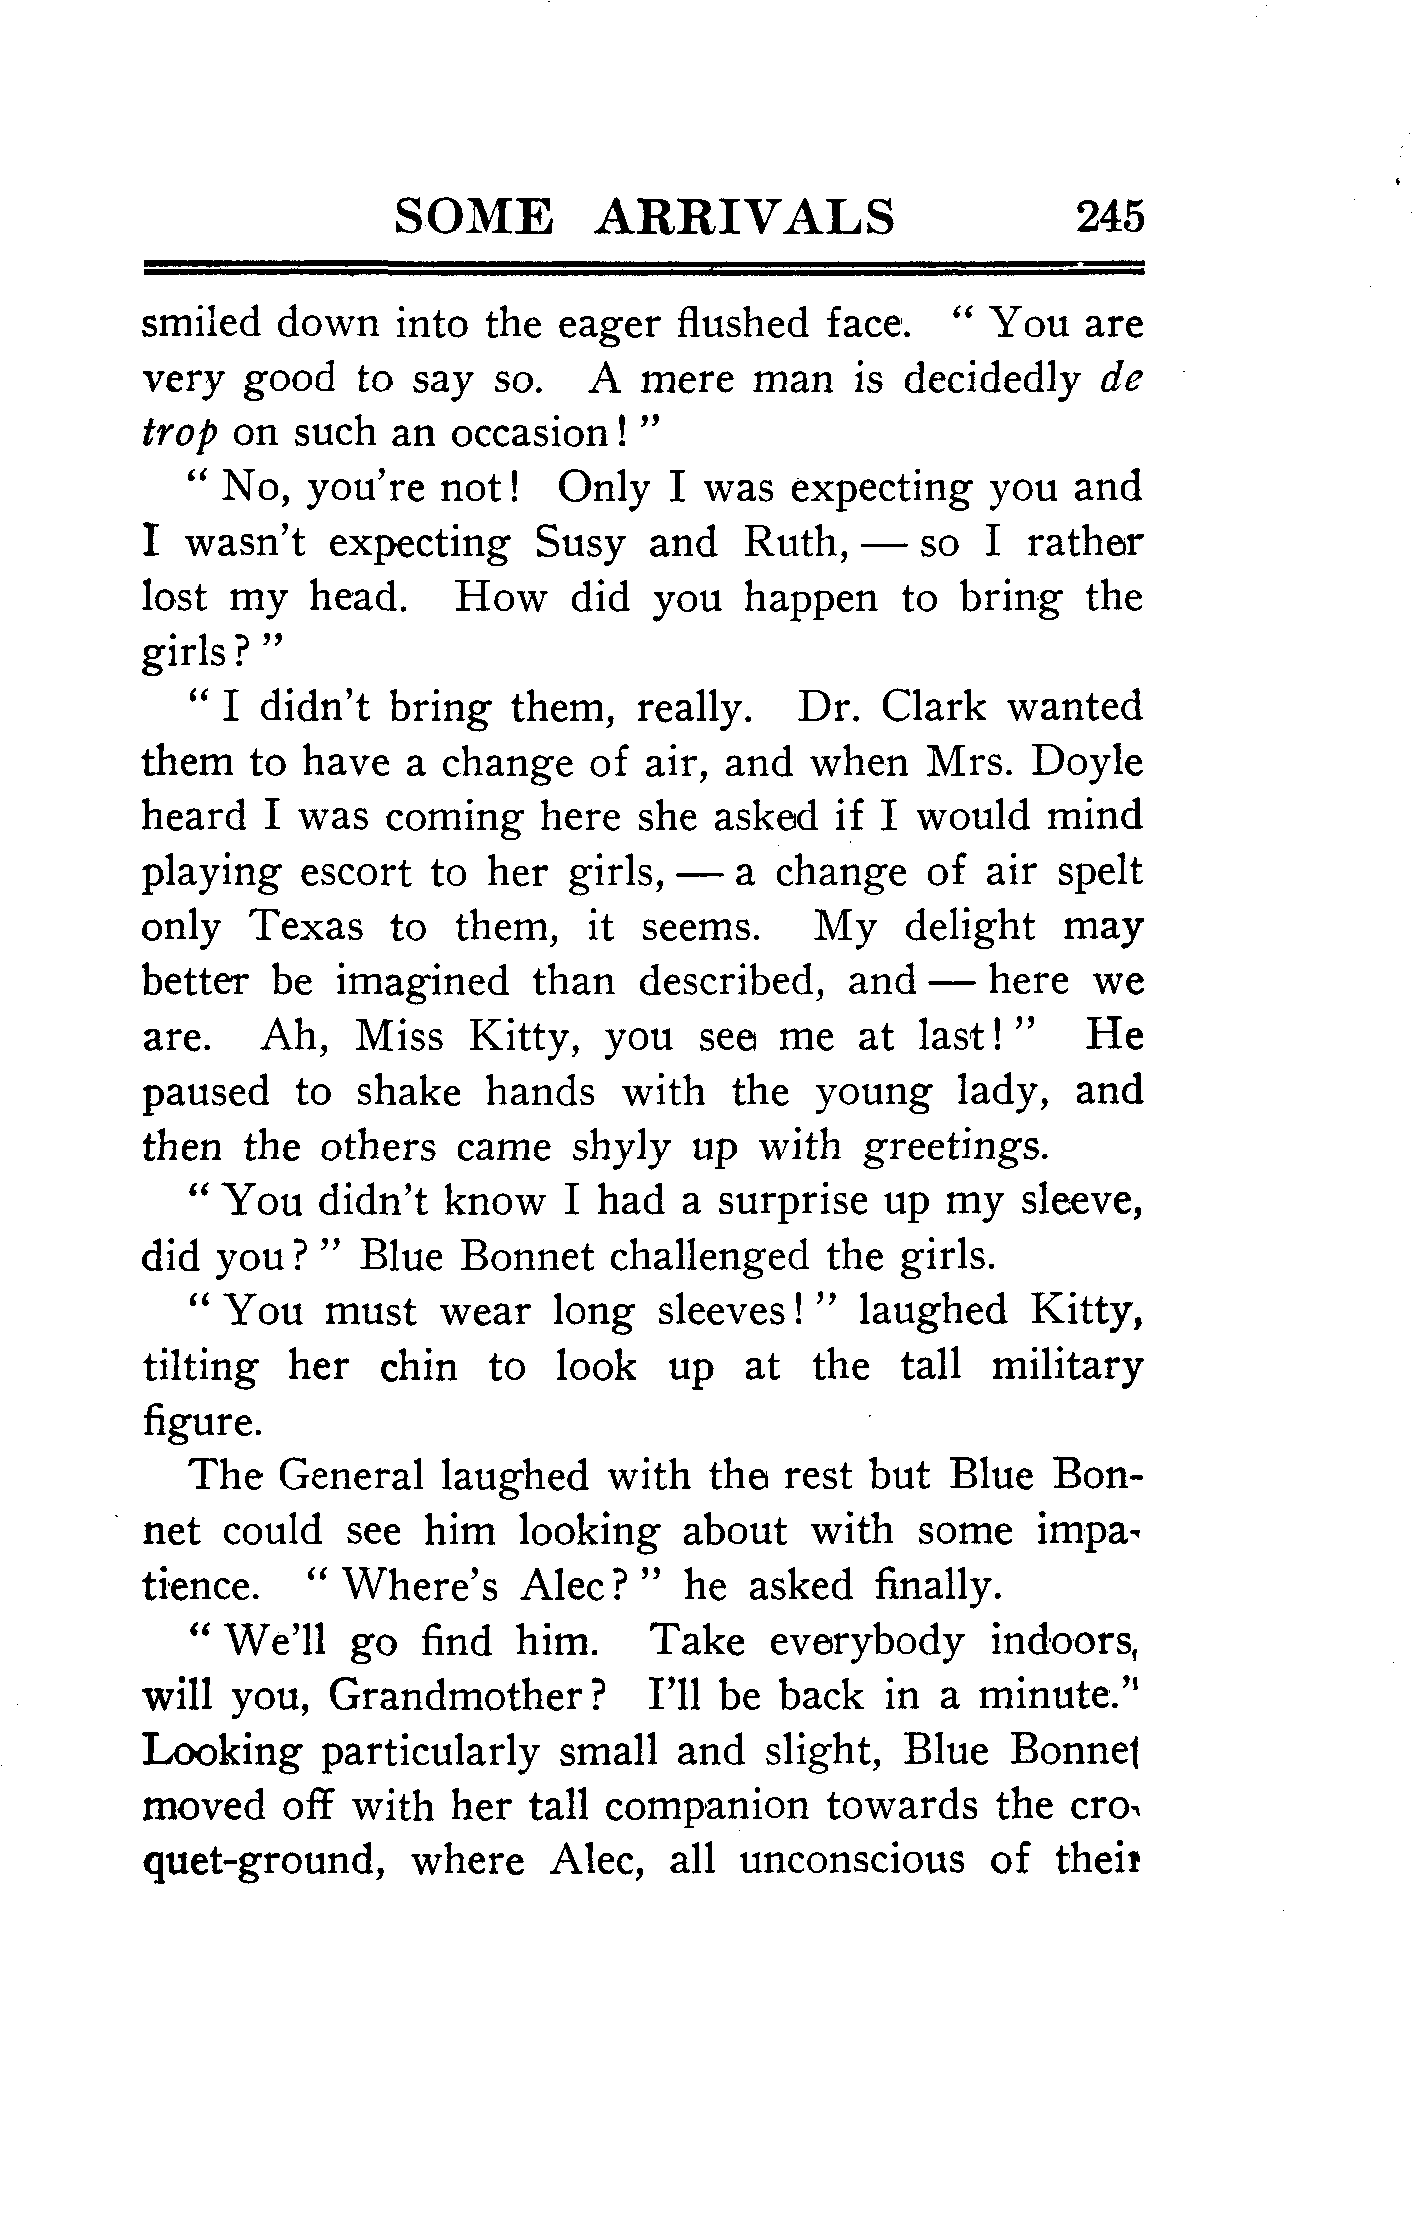 SOME ARRIVALS 245
smiled down into the eager flushed face. “ You are
very good to say so. A mere man is decidedly de
trop on such an occasion! ”
“ No, you're not! Only I was expecting you and
I wasn't expecting Susy and Ruth, — so I rather
lost my head. How did you happen to bring the
girls? ”
“ I didn't bring them, really. Dr. Clark wanted
them to have a change of air, and when Mrs. Doyle
heard I was coming here she asked if I would mind
playing escort to her girls, — a change of air spelt
only Texas to them, it seems. My delight may
better be imagined than described, and — here we
are. Ah, Miss Kitty, you see me at last! ” He
paused to shake hands with the young lady, and
then the others came shyly up with greetings.
“ You didn't know I had a surprise up my sleeve,
did you? ” Blue Bonnet challenged the girls.
“ You must wear long sleeves! ” laughed Kitty,
tilting her chin to look up at the tall military
figure.
The General laughed with the rest but Blue Bon-
net could see him looking about with some impa-
tience. “ Where's Alec? ” he asked finally.
“ We'll go find him. Take everybody indoors,
will you, Grandmother? I'll be back in a minute.”
Looking particularly small and slight, Blue Bonnet
moved off with her tall companion towards the cro-
quet-ground, where Alec, all unconscious of their